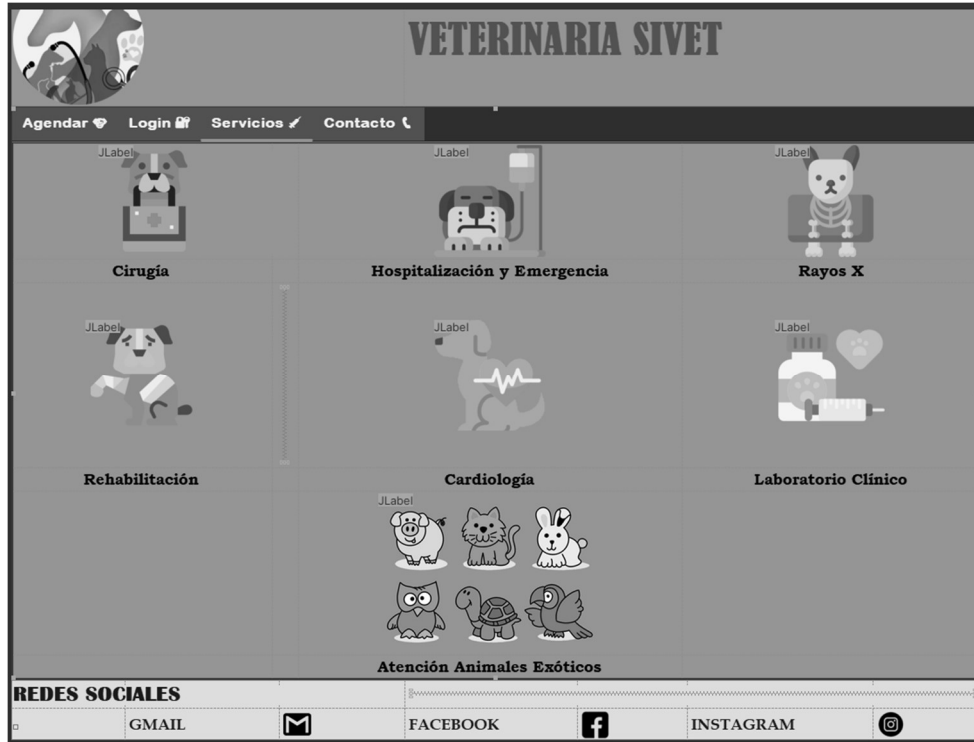 VETERINARIA SIVET
Agendar Login Servicios Contacto
JLabel JLabel JLabel
Cirugía Hospitalización y Emergencia Rayos X
JLabel JLabel JLabel
Rehabilitación Cardiología Laboratorio Clínico
JLabel
Atención Animales Exóticos
REDES SOCIALES
GMAIL FACEBOOK INSTAGRAM